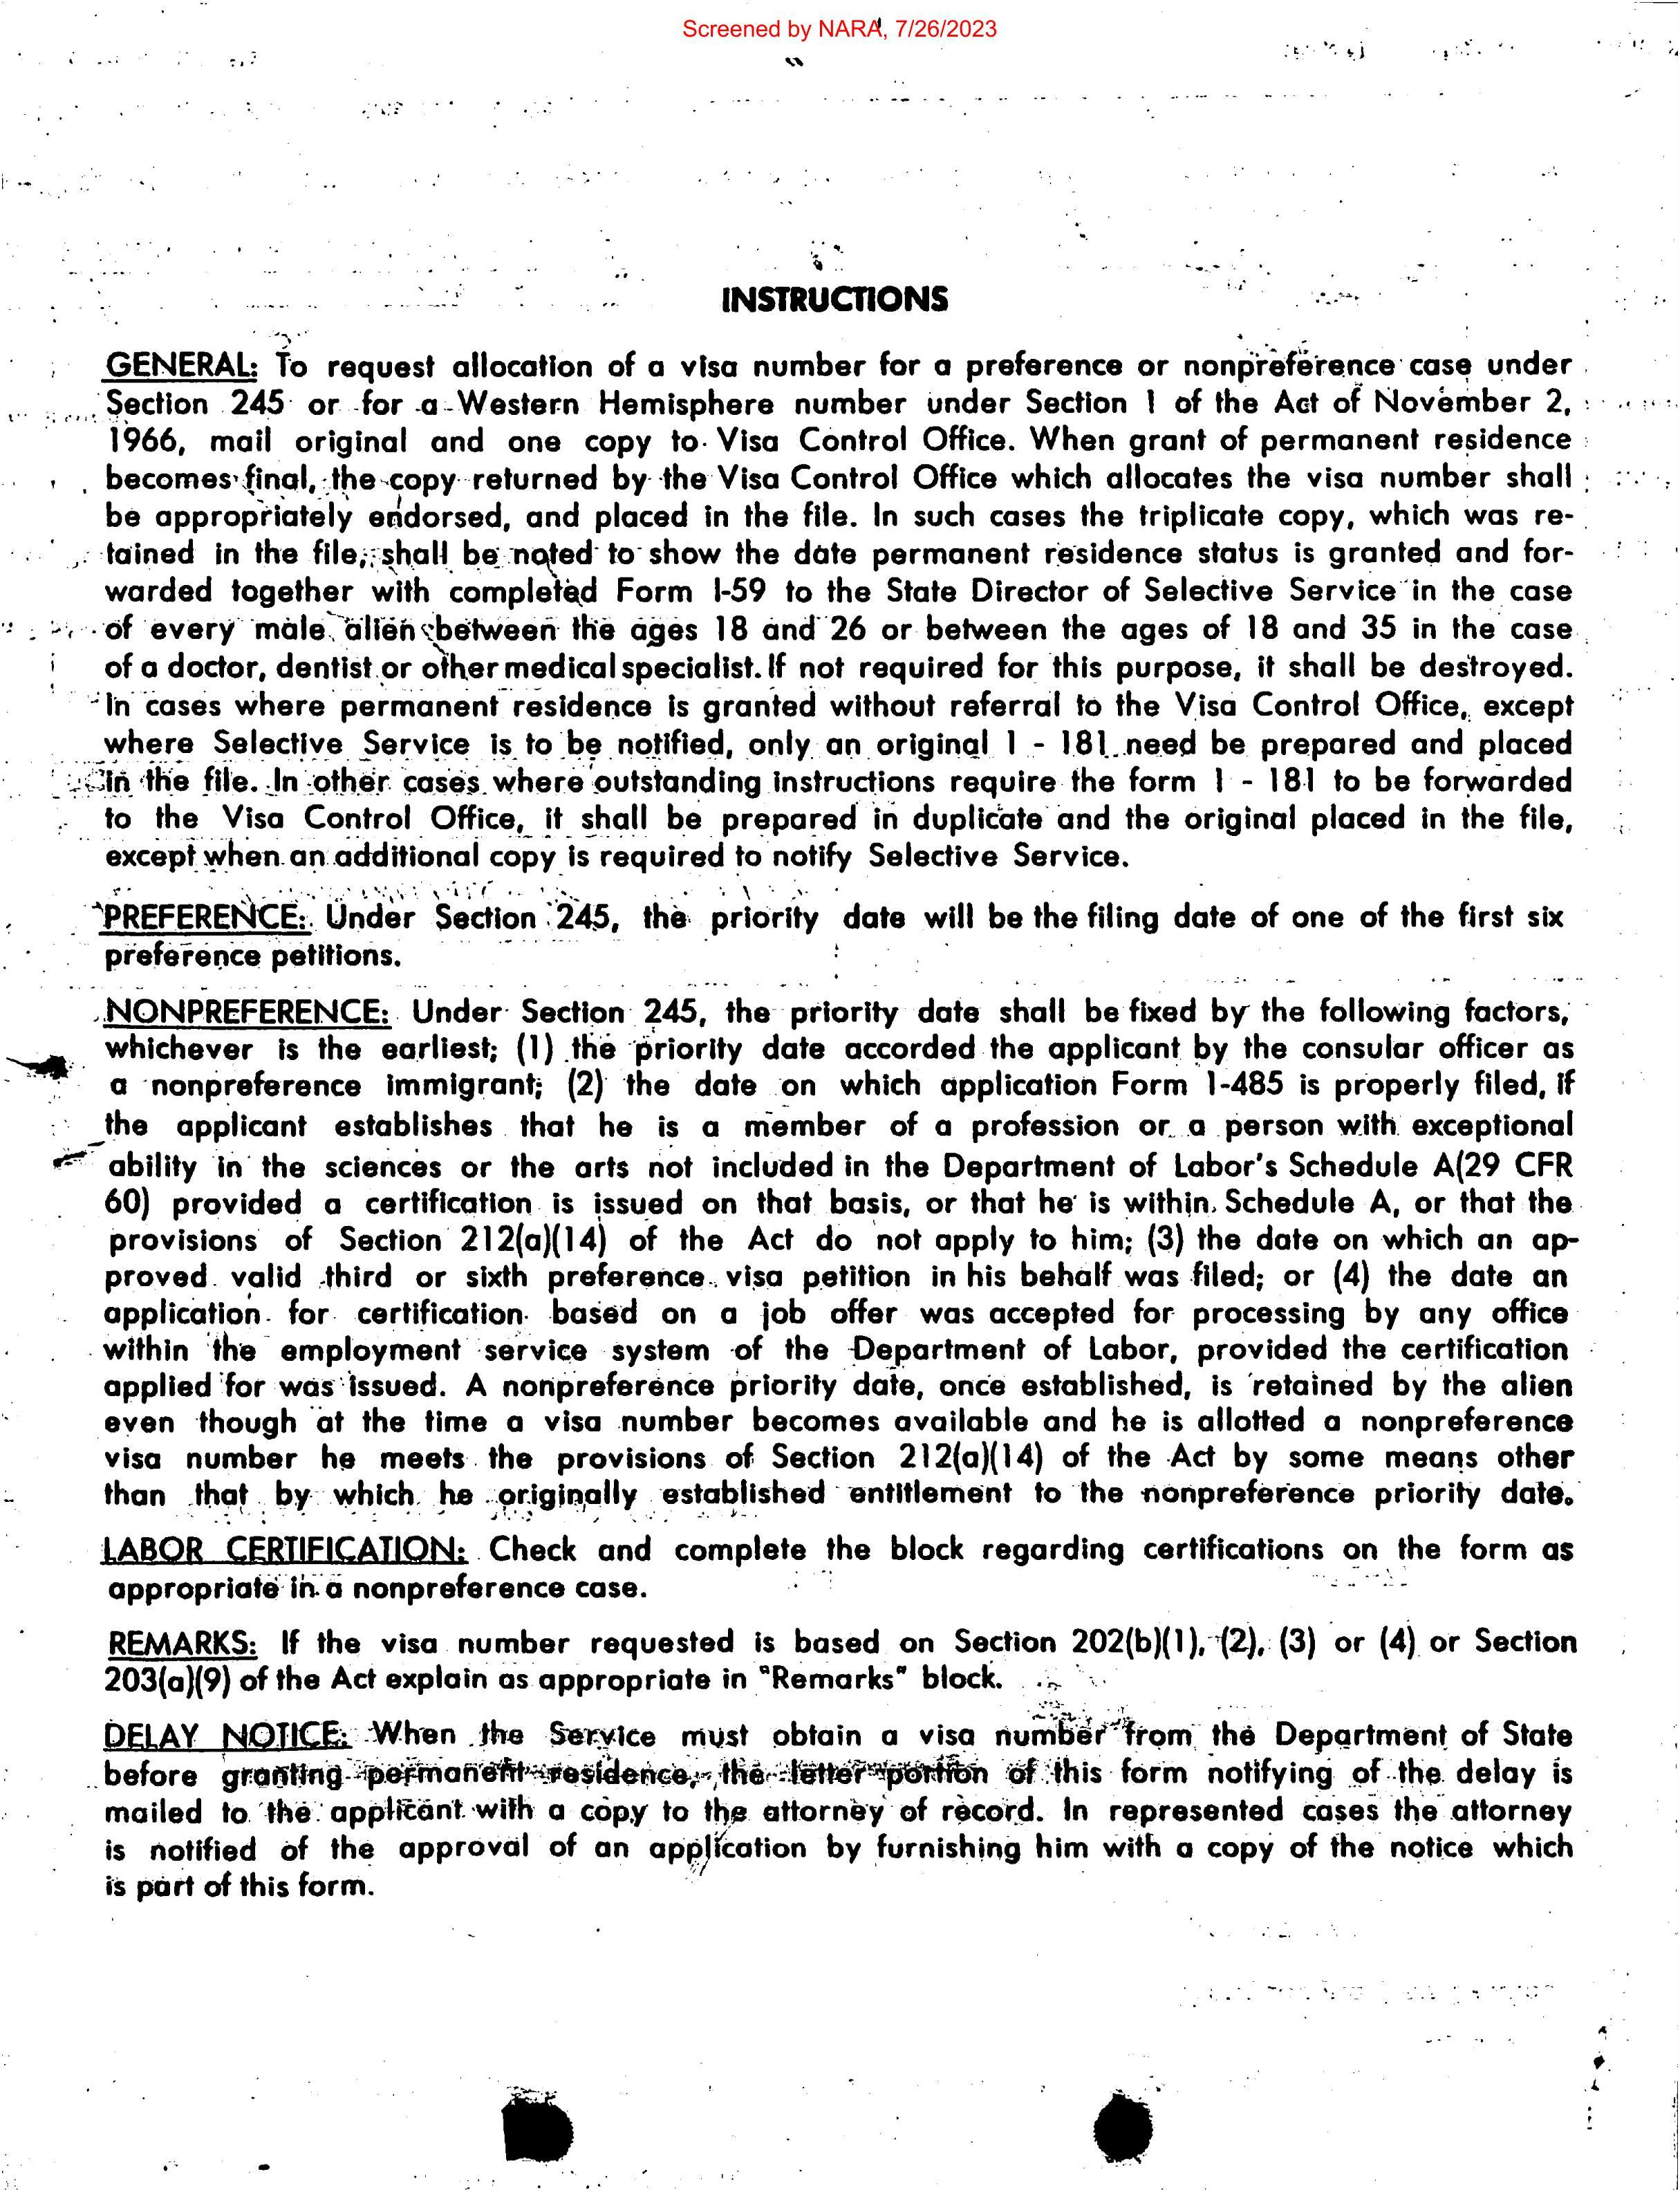 Screened by NARA, 7/26/2023
INSTRUCTIONS
GENERAL: To request allocation of a visa number for a preference or nonpreference case under
Section 245 or for a Western Hemisphere number under Section 1 of the Act of November 2,
1966, mail original and one copy to Visa Control Office. When grant of permanent residence
becomes final, the copy returned by the Visa Control Office which allocates the visa number shall
be appropriately endorsed, and placed in the file. In such cases the triplicate copy, which was re-
tained in the file, shall be noted to show the date permanent residence status is granted and for-
warded together with completed Form I-59 to the State Director of Selective Service in the case
of every male alien between the ages 18 and 26 or between the ages of 18 and 35 in the case
of a doctor, dentist or other medical specialist. If not required for this purpose, it shall be destroyed.
In cases where permanent residence is granted without referral to the Visa Control Office, except
where Selective Service is to be notified, only an original I - 181 need be prepared and placed
in the file. In other cases where outstanding instructions require the form I - 181 to be forwarded
to the Visa Control Office, it shall be prepared in duplicate and the original placed in the file,
except when an additional copy is required to notify Selective Service.
PREFERENCE: Under Section 245, the priority date will be the filing date of one of the first six
preference petitions.
NONPREFERENCE: Under Section 245, the priority date shall be fixed by the following factors,
whichever is the earliest; (1) the priority date accorded the applicant by the consular officer as
a nonpreference immigrant; (2) the date on which application Form I-485 is properly filed, if
the applicant establishes that he is a member of a profession or a person with exceptional
ability in the sciences or the arts not included in the Department of Labor's Schedule A(29 CFR
60) provided a certification is issued on that basis, or that he is within Schedule A, or that the
provisions of Section 212(a)(14) of the Act do not apply to him; (3) the date on which an ap-
proved valid third or sixth preference visa petition in his behalf was filed; or (4) the date an
application for certification based on a job offer was accepted for processing by any office
within the employment service system of the Department of Labor, provided the certification
applied for was issued. A nonpreference priority date, once established, is retained by the alien
even though at the time a visa number becomes available and he is allotted a nonpreference
visa number he meets the provisions of Section 212(a)(14) of the Act by some means other
than that by which he originally established entitlement to the nonpreference priority date.
LABOR CERTIFICATION: Check and complete the block regarding certifications on the form as
appropriate in a nonpreference case.
REMARKS: If the visa number requested is based on Section 202(b)(1), (2), (3) or (4) or Section
203(a)(9) of the Act explain as appropriate in "Remarks" block.
DELAY NOTICE: When the Service must obtain a visa number from the Department of State
before granting permanent residence, the letter portion of this form notifying of the delay is
mailed to the applicant with a copy to the attorney of record. In represented cases the attorney
is notified of the approval of an application by furnishing him with a copy of the notice which
is part of this form.